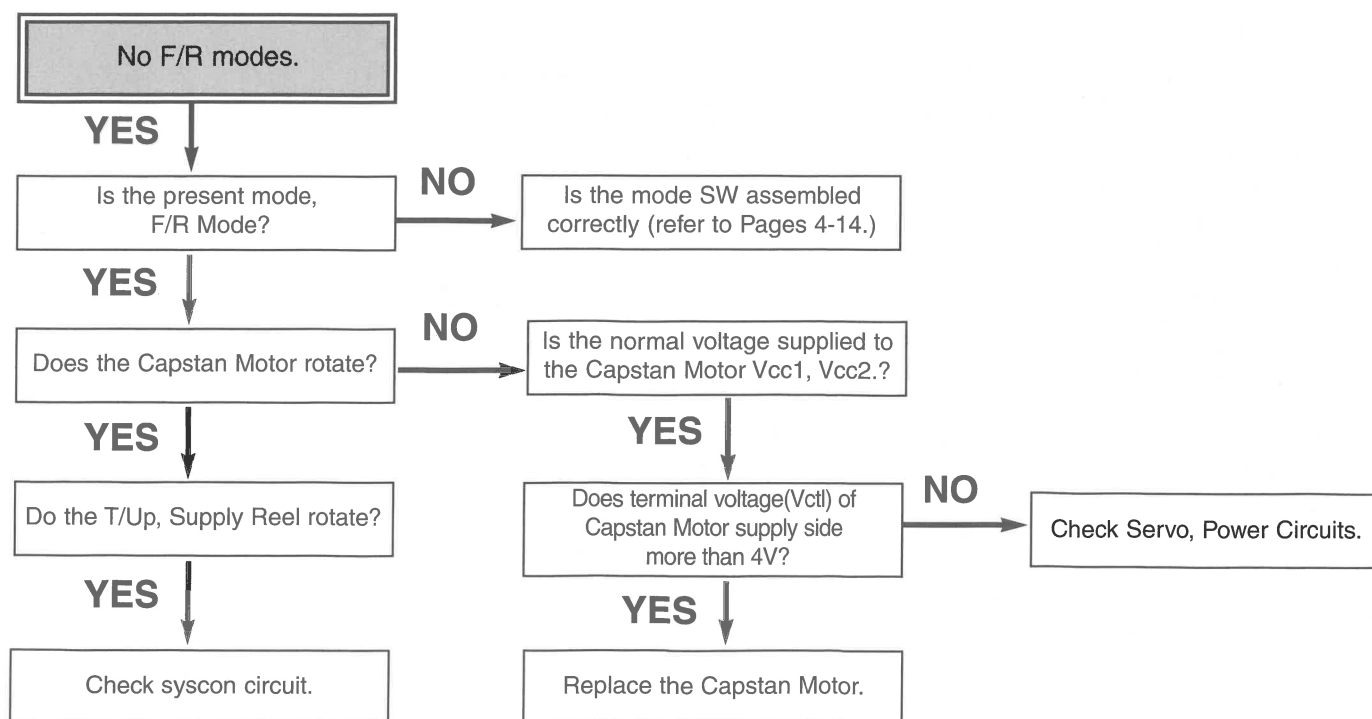 No F/R modes.
YES
Is the present mode,
F/R Mode?
NO
Is the mode SW assembled
correctly (refer to Pages 4-14.)
YES
Does the Capstan Motor rotate?
NO
Is the normal voltage supplied to
the Capstan Motor Vcc1, Vcc2.?
YES
YES
Do the T/Up, Supply Reel rotate?
Does terminal voltage(Vctl) of
Capstan Motor supply side
more than 4V?
NO
Check Servo, Power Circuits.
YES
YES
Check syscon circuit.
Replace the Capstan Motor.